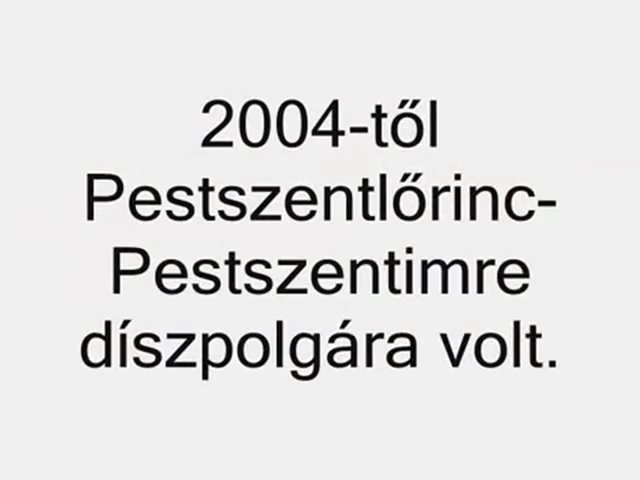 2004-től
Pestszentlőrinc-
Pestszentimre
díszpolgára volt.